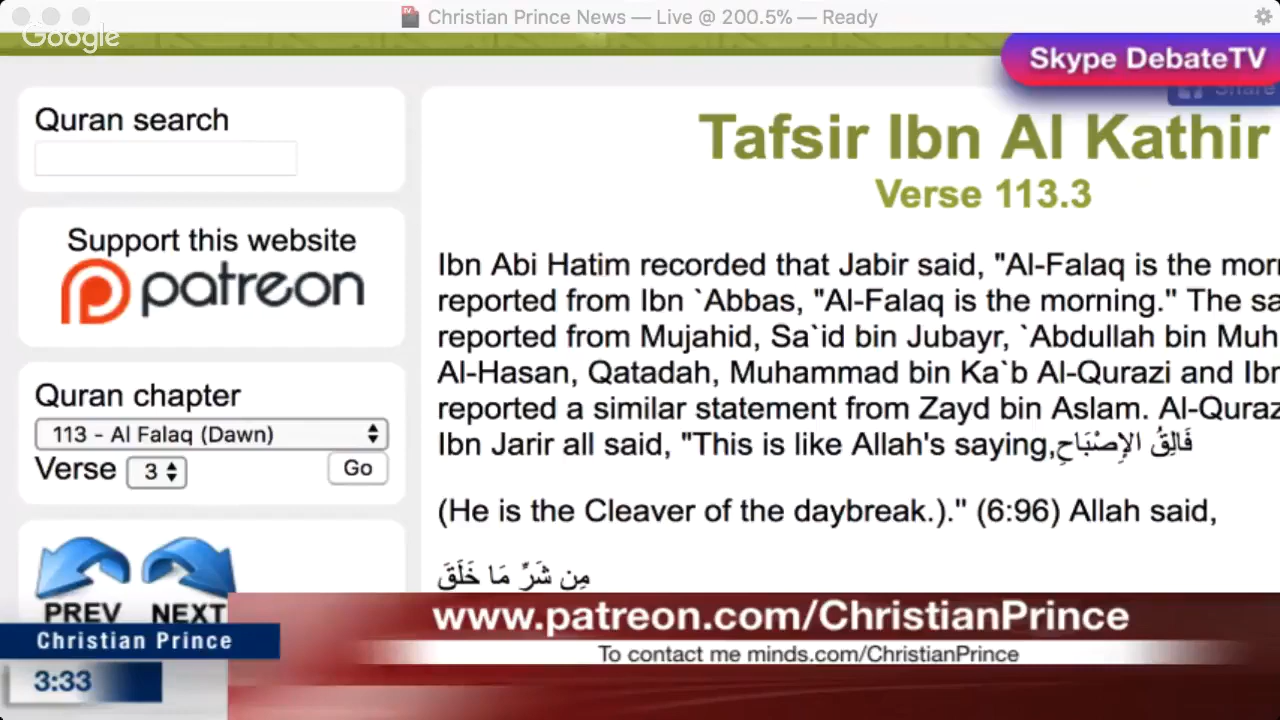 Christian Prince News — Live @ 200.5% — Ready
Google
Skype DebateTV
Share
Quran search
Support this website
patreon
Quran chapter
113 - Al Falaq (Dawn)
Verse 3 Go
PREV NEXT
Tafsir Ibn Al Kathir
Verse 113.3
Ibn Abi Hatim recorded that Jabir said, "Al-Falaq is the
reported from Ibn `Abbas, "Al-Falaq is the morning." The
reported from Mujahid, Sa`id bin Jubayr, `Abdullah bin
Al-Hasan, Qatadah, Muhammad bin Ka`b Al-Qurazi and
reported a similar statement from Zayd bin Aslam.
Ibn Jarir all said, "This is like Allah's saying,فَالِقُ الإِصْبَاحِ
(He is the Cleaver of the daybreak.)." (6:96) Allah said,
مِن شَرِّ مَا خَلَقَ
www.patreon.com/ChristianPrince
To contact me minds.com/ChristianPrince
Christian Prince
3:33